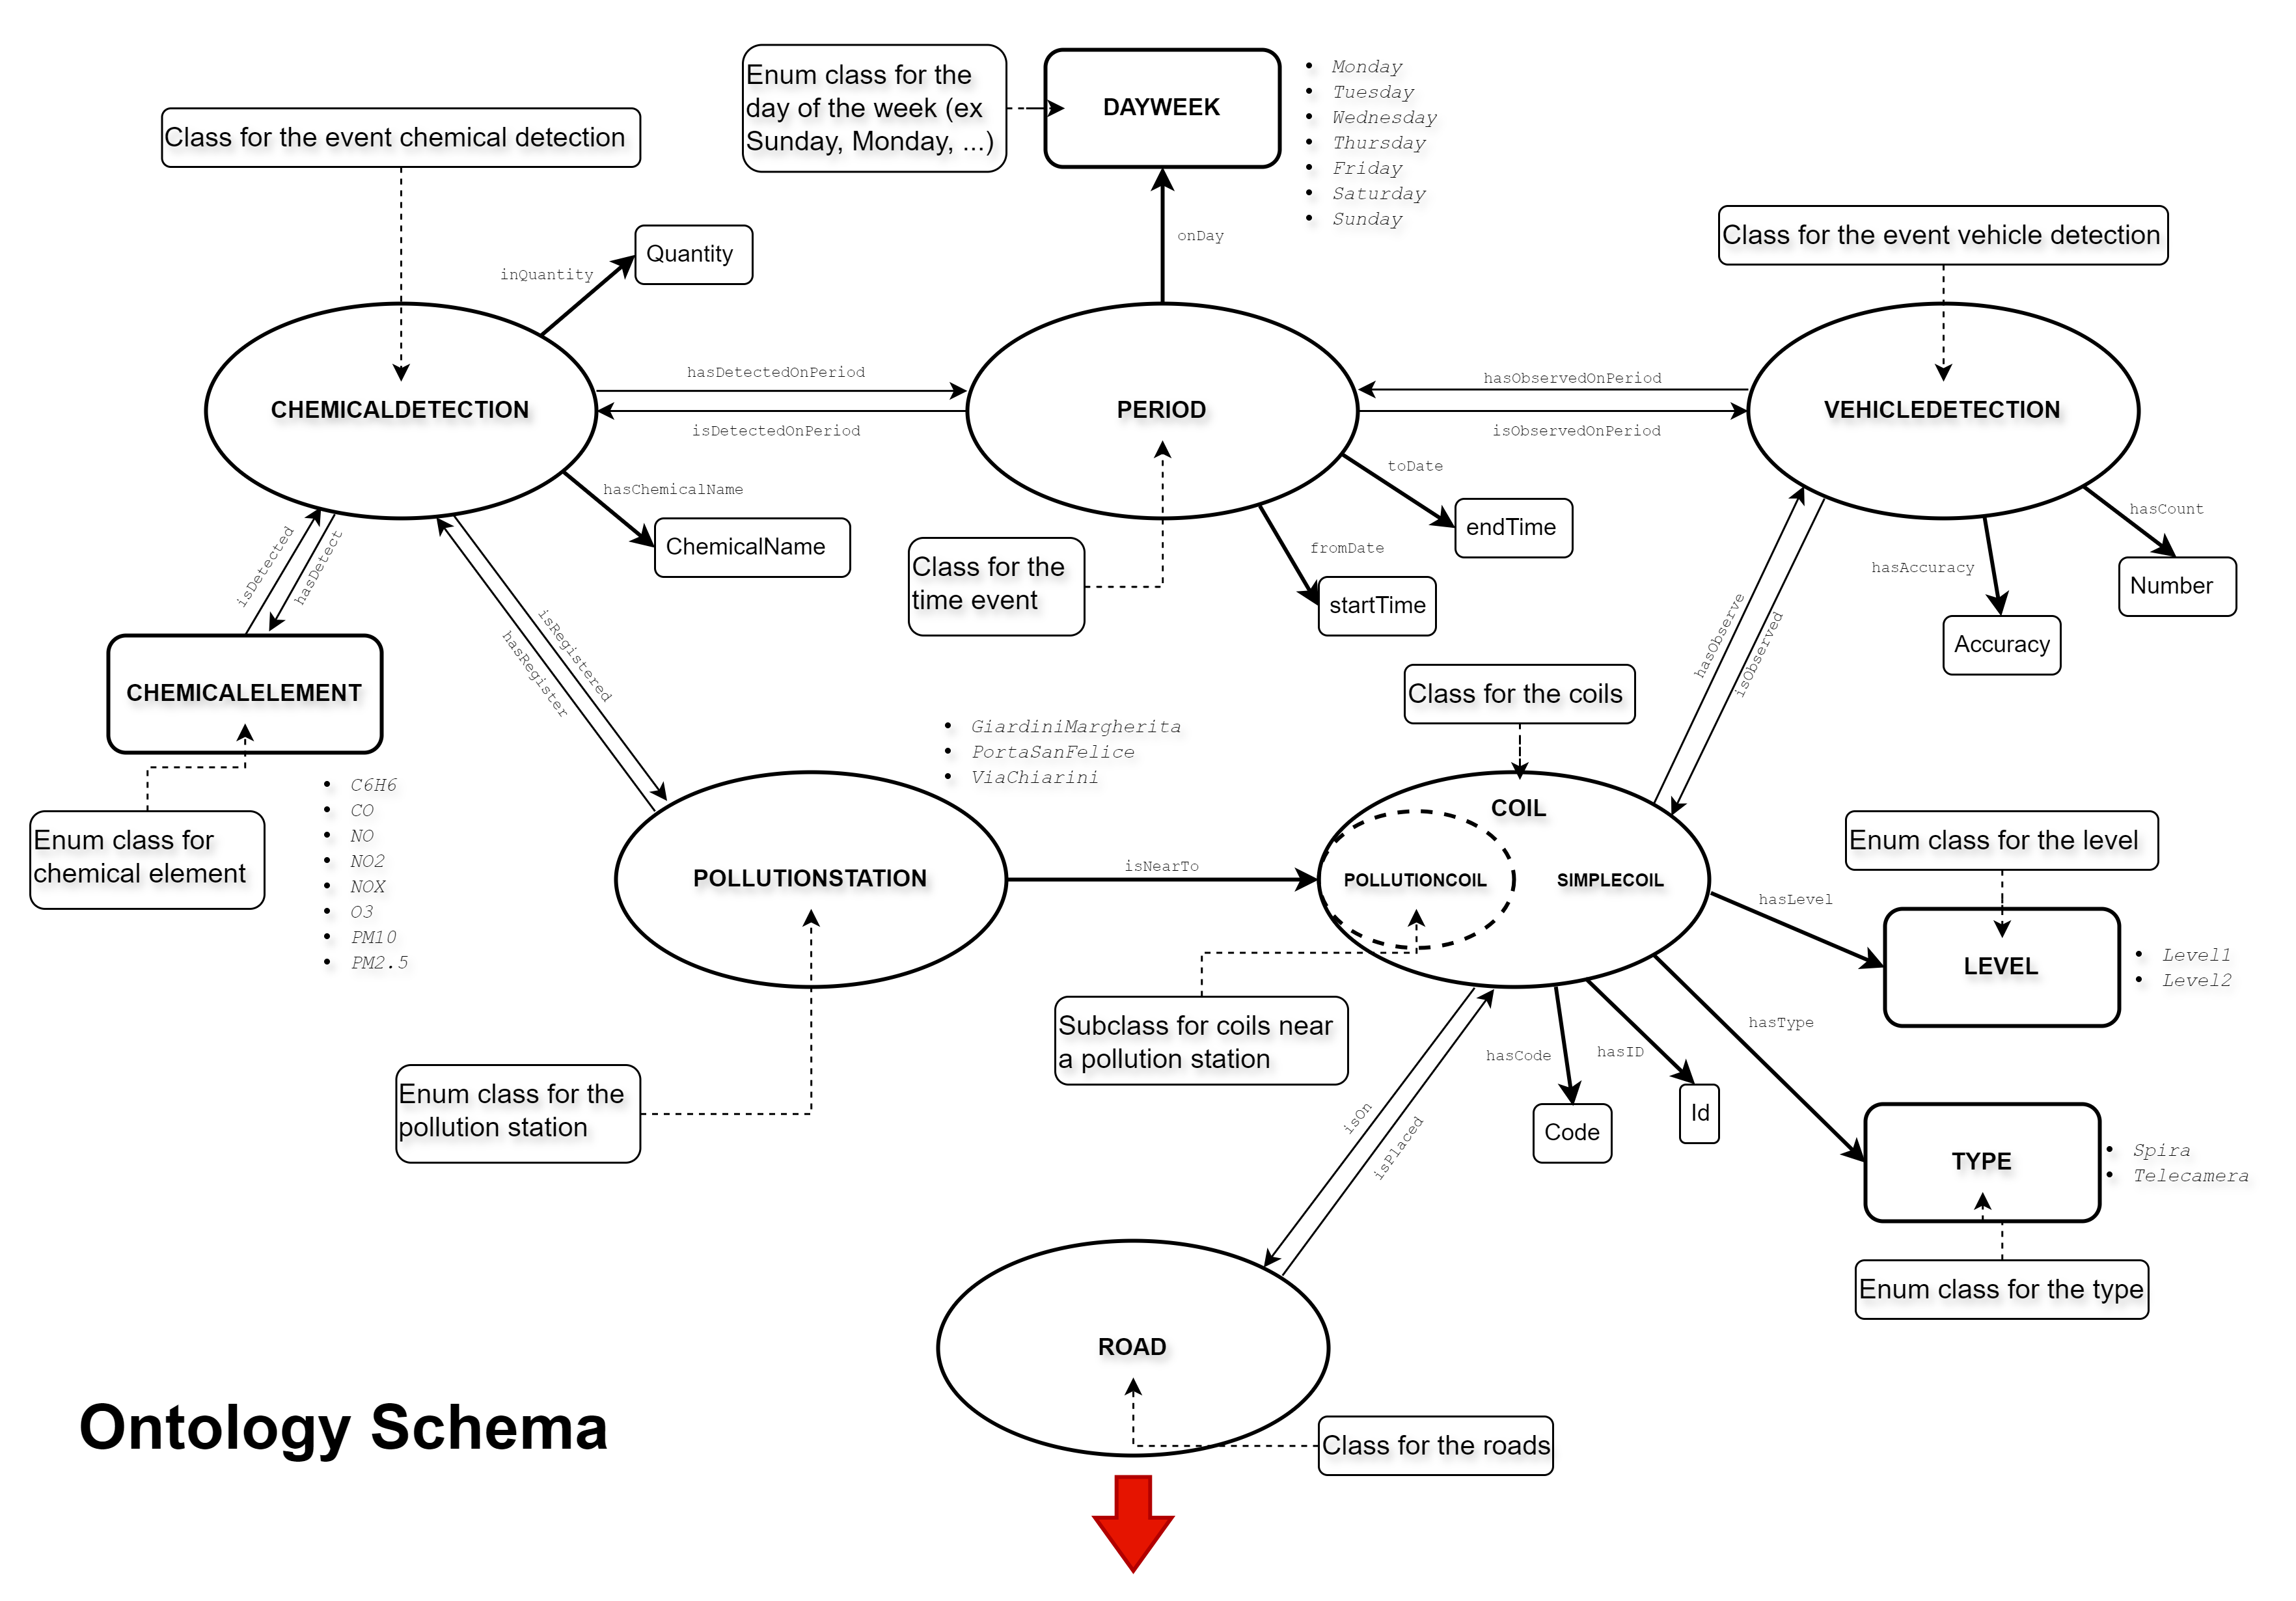 Enum class for the
day of the week (ex
Sunday, Monday, ...)
DAYWEEK
• Monday
• Tuesday
• Wednesday
• Thursday
• Friday
• Saturday
• Sunday
Class for the event chemical detection
Class for the event vehicle detection
onDay
Quantity
inQuantity
hasDetectedOnPeriod
hasObservedOnPeriod
CHEMICALDETECTION
PERIOD
VEHICLEDETECTION
isDetectedOnPeriod
isObservedOnPeriod
toDate
hasChemicalName
hasCount
endTime
ChemicalName
fromDate
isDetected
hasDetect
Class for the
time event
hasAccuracy
Number
startTime
Accuracy
hasObserve
isObserved
isRegistered
hasRegister
CHEMICALELEMENT
Class for the coils
• GiardiniMargherita
• PortaSanFelice
• ViaChiarini
• C6H6
• CO
• NO
• NO2
• NOX
• O3
• PM10
• PM2.5
Enum class for
chemical element
COIL
Enum class for the level
isNearTo
POLLUTIONSTATION
POLLUTIONCOIL
SIMPLECOIL
hasLevel
LEVEL
• Level1
• Level2
Subclass for coils near
a pollution station
hasType
hasCode
hasID
Enum class for the
pollution station
Id
Code
isOn
isPlaced
TYPE
• Spira
• Telecamera
Enum class for the type
ROAD
Ontology Schema
Class for the roads